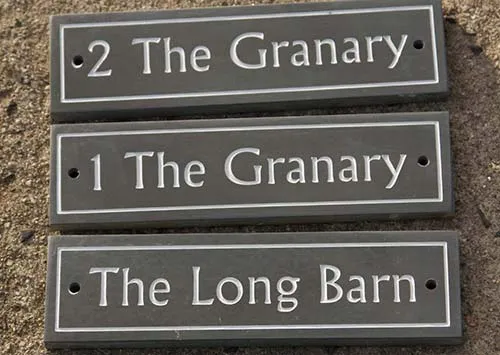 2 The Granary
1 The Granary
The Long Barn